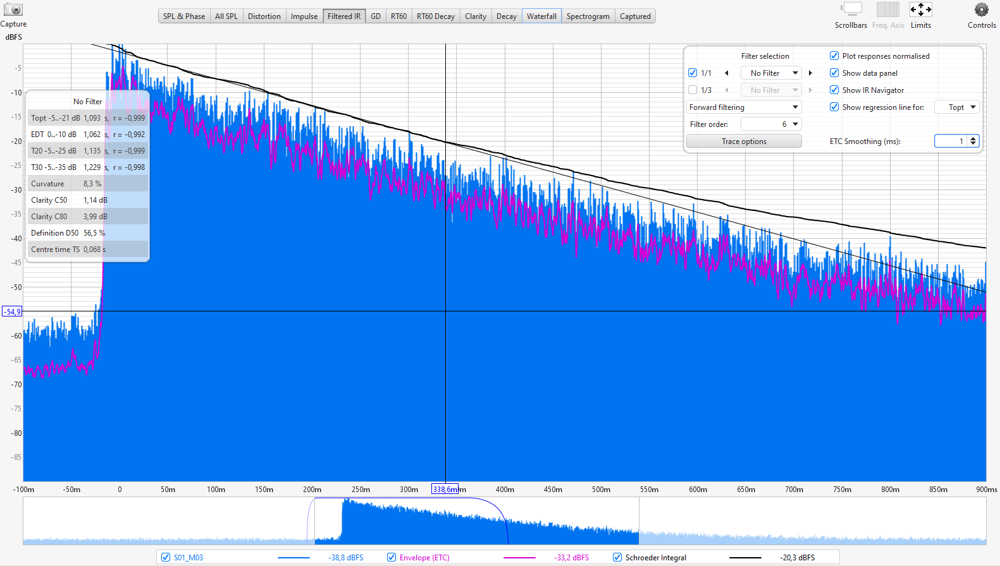 Capture
SPL & Phase All SPL Distortion Impulse Filtered IR GD RT60 RT60 Decay Clarity Decay Waterfall Spectrogram Captured
Scrollbars Freq. Axis Limits Controls
dBFS
-5
-10
-15
-20
-25
-30
-35
-40
-45
-50
-54,9
-60
-65
-70
-75
-80
-85
No Filter
Topt -5..-21 dB 1,093 s, r = -0,999
EDT 0..-10 dB 1,062 s, r = -0,992
T20 -5..-25 dB 1,135 s, r = -0,999
T30 -5..-35 dB 1,229 s, r = -0,998
Curvature 8,3 %
Clarity C50 1,14 dB
Clarity C80 3,99 dB
Definition D50 56,5 %
Centre time TS 0,068 s
Filter selection
1/1 No Filter
1/3 No Filter
Forward filtering
Filter order: 6
Trace options
Plot responses normalised
Show data panel
Show IR Navigator
Show regression line for: Topt
ETC Smoothing (ms): 1
-100m -50m 0 50m 100m 150m 200m 250m 300m 338,6m 400m 450m 500m 550m 600m 650m 700m 750m 800m 850m 900ms
S01_M03 -38,8 dBFS Envelope (ETC) -33,2 dBFS Schroeder Integral -20,3 dBFS